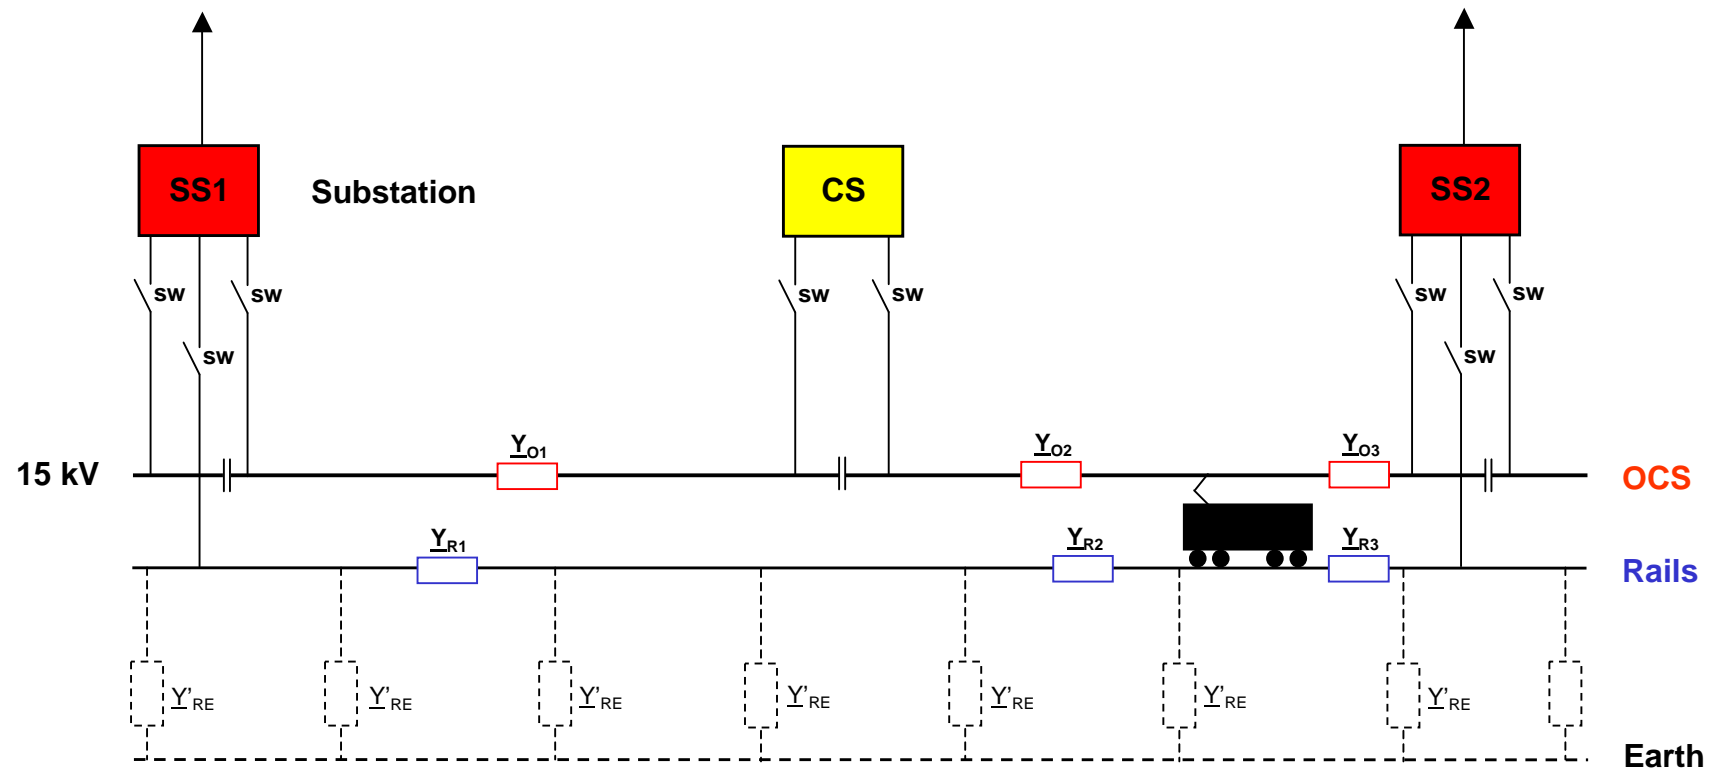 SS1
Substation
CS
SS2
sw
sw
sw
sw
sw
sw
sw
sw
sw
Y_O1
Y_O2
Y_O3
15 kV
OCS
Y_R1
Y_R2
Y_R3
Rails
Y'_RE
Y'_RE
Y'_RE
Y'_RE
Y'_RE
Y'_RE
Y'_RE
Earth